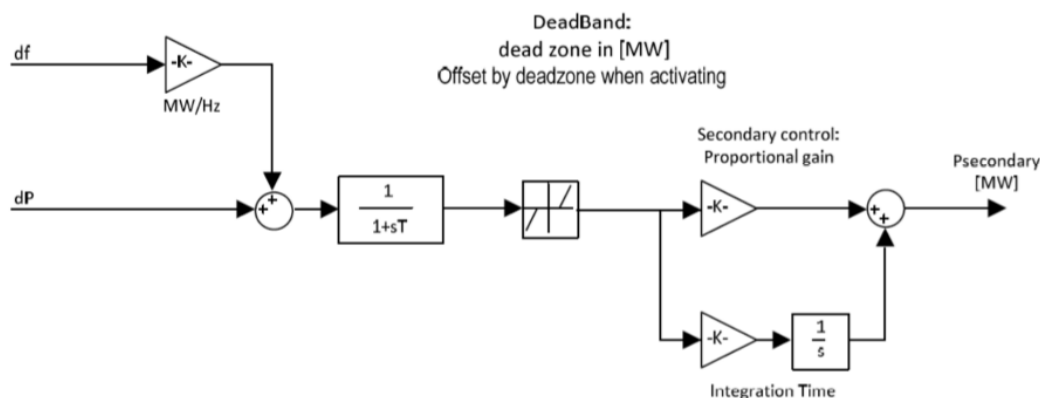 DeadBand:
dead zone in [MW]
Offset by deadzone when activating
df
-K-
MW/Hz
Secondary control:
Proportional gain
Psecondary
[MW]
dP
+
+
1
1+sT
-K-
+
+
-K-
1
s
Integration Time